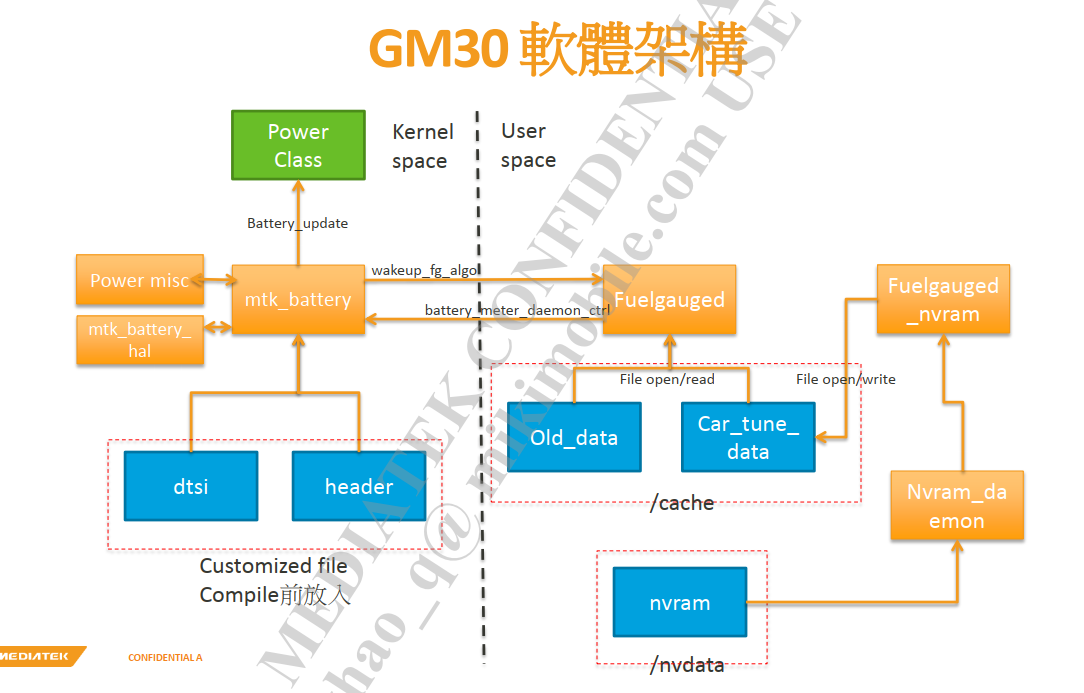 GM30 軟體架構
Power
Class
Kernel
space
User
space
Battery_update
Power misc
mtk_battery
wakeup_fg_algo
battery_meter_daemon_ctrl
Fuelgauged
Fuelgauged
_nvram
mtk_battery_
hal
File open/read
File open/write
Old_data
Car_tune_
data
dtsi
header
/cache
Nvram_da
emon
Customized file
Compile前放入
nvram
/nvdata
MEDIATEK
CONFIDENTIAL A
MEDIATEK CONFIDENTIA
hao_q@mikimobile.com USE